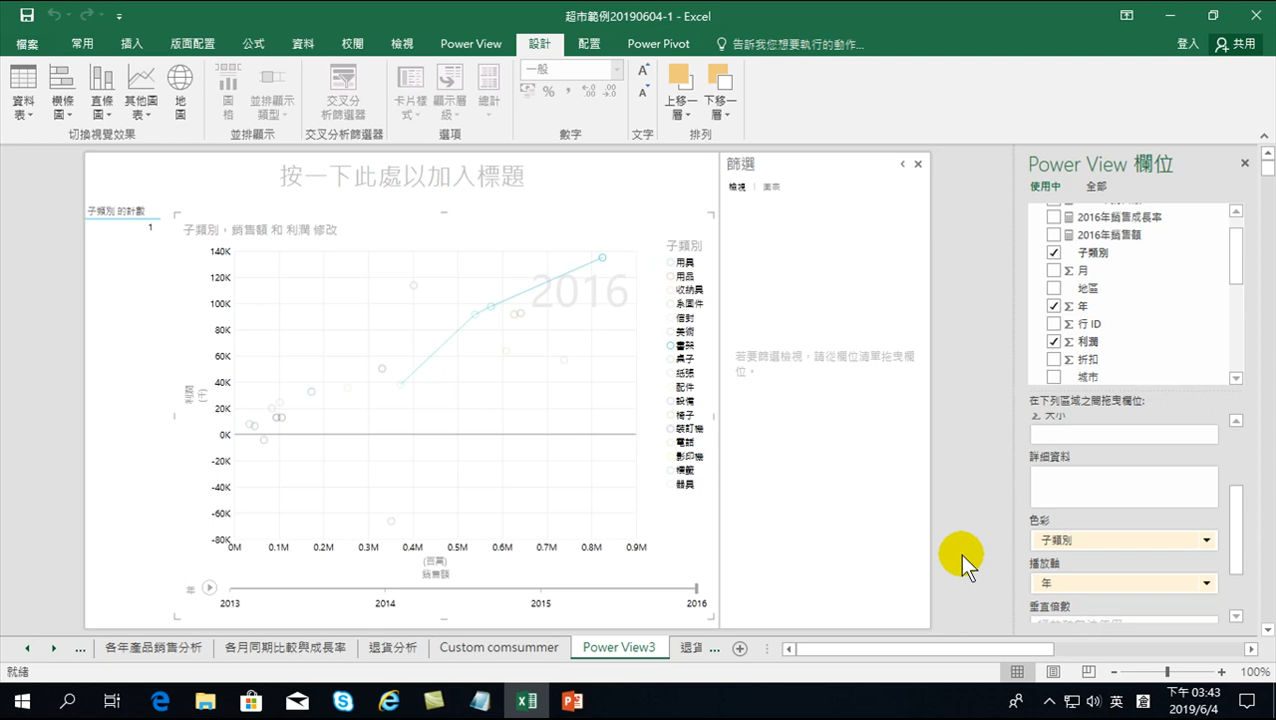 超市範例20190604-1 - Excel
檔案 常用 插入 版面配置 公式 資料 校閱 檢視 Power View 設計 配置 Power Pivot 告訴我您想要執行的動作... 登入 共用
資料表 橫條圖 直條圖 其他圖表 地圖 圖格 並排顯示類型 交叉分析篩選器 卡片樣式 顯示層級 總計 一般 % , 上移一層 下移一層
切換視覺效果 並排顯示 交叉分析篩選器 選項 數字 文字 排列
按一下此處以加入標題
子類別 的計數
1
子類別，銷售額 和 利潤 修改
140K
120K
100K
80K
60K
40K
20K
0K
-20K
-40K
-60K
-80K
利潤
(千)
2016
0M 0.1M 0.2M 0.3M 0.4M 0.5M 0.6M 0.7M 0.8M 0.9M
(百萬)
銷售額
年
2013 2014 2015 2016
子類別
用具
用品
收納具
系固件
信封
美術
書架
桌子
紙張
配件
設備
椅子
裝訂機
電話
影印機
標籤
器具
篩選
檢視 | 圖表
若要篩選檢視，請從欄位清單拖曳欄
位。
Power View 欄位
使用中 全部
2016年銷售成長率
2016年銷售額
子類別
Σ 月
地區
Σ 年
Σ 行 ID
Σ 利潤
Σ 折扣
城市
在下列區域之間拖曳欄位:
Σ 大小
詳細資料
色彩
子類別
播放軸
年
垂直倍數
... 各年產品銷售分析 各月同期比較與成長率 退貨分析 Custom comsummer Power View3 退貨 ...
就緒
100%
英
下午 03:43
2019/6/4